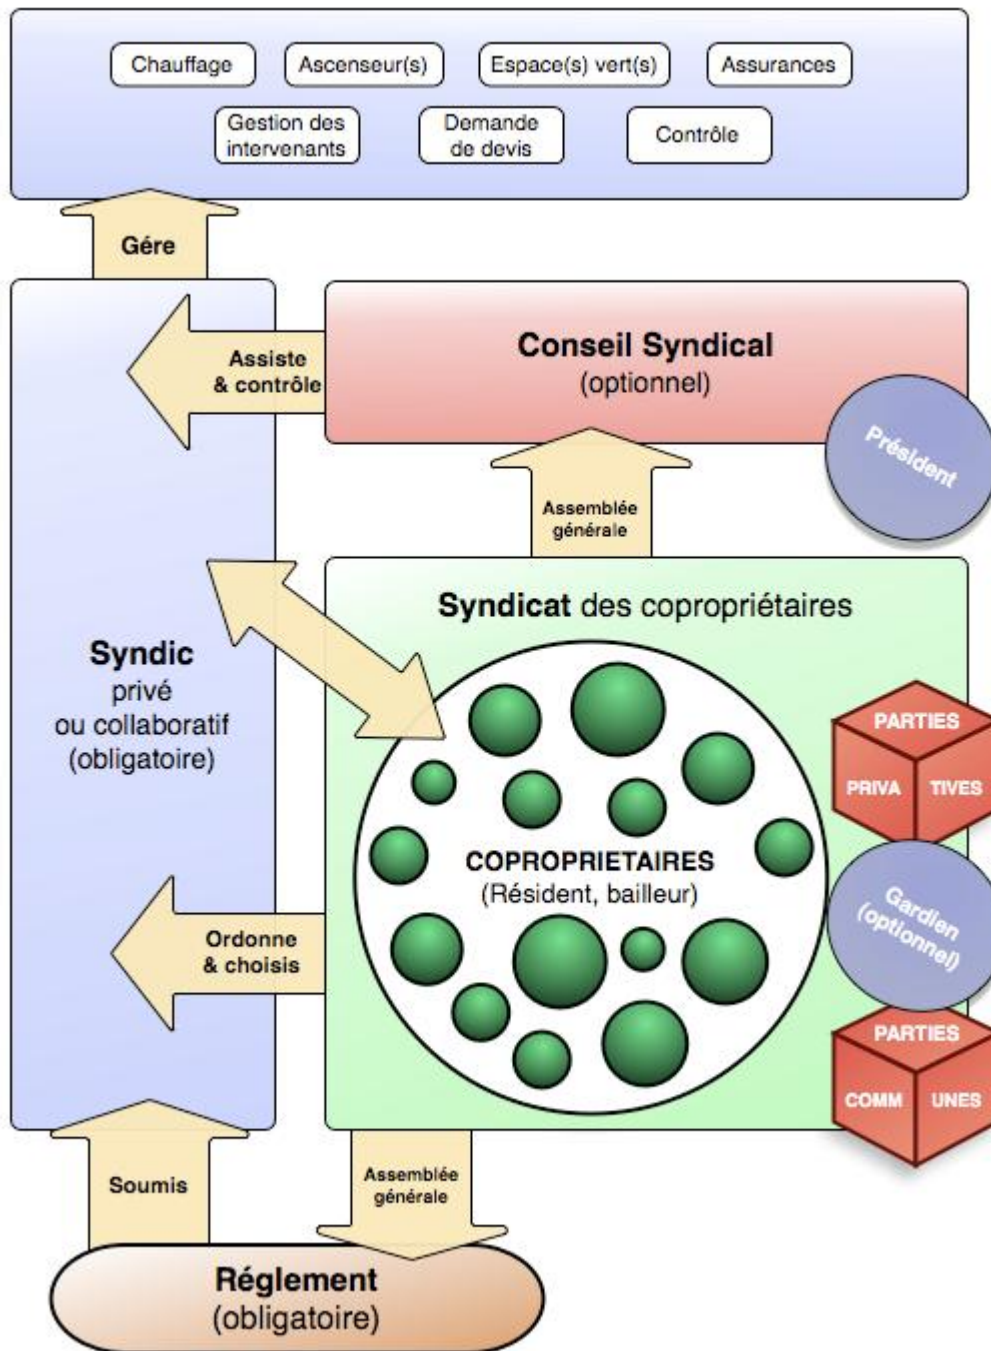 Chauffage
Ascenseur(s)
Espace(s) vert(s)
Assurances
Gestion des
intervenants
Demande
de devis
Contrôle
Gére
Assiste
& contrôle
Conseil Syndical
(optionnel)
Président
Assemblée
générale
Syndicat des copropriétaires
Syndic
privé
ou collaboratif
(obligatoire)
PARTIES
PRIVA TIVES
COPROPRIETAIRES
(Résident, bailleur)
Gardien
(optionnel)
Ordonne
& choisis
PARTIES
COMM UNES
Soumis
Assemblée
générale
Réglement
(obligatoire)